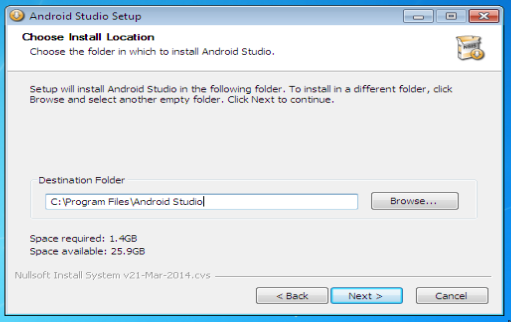 Android Studio Setup
Choose Install Location
Choose the folder in which to install Android Studio.
Setup will install Android Studio in the following folder. To install in a different folder, click
Browse and select another empty folder. Click Next to continue.
Destination Folder
C:\Program Files\Android Studio
Browse...
Space required: 1.4GB
Space available: 25.9GB
Nullsoft Install System v21-Mar-2014.cvs
< Back
Next >
Cancel